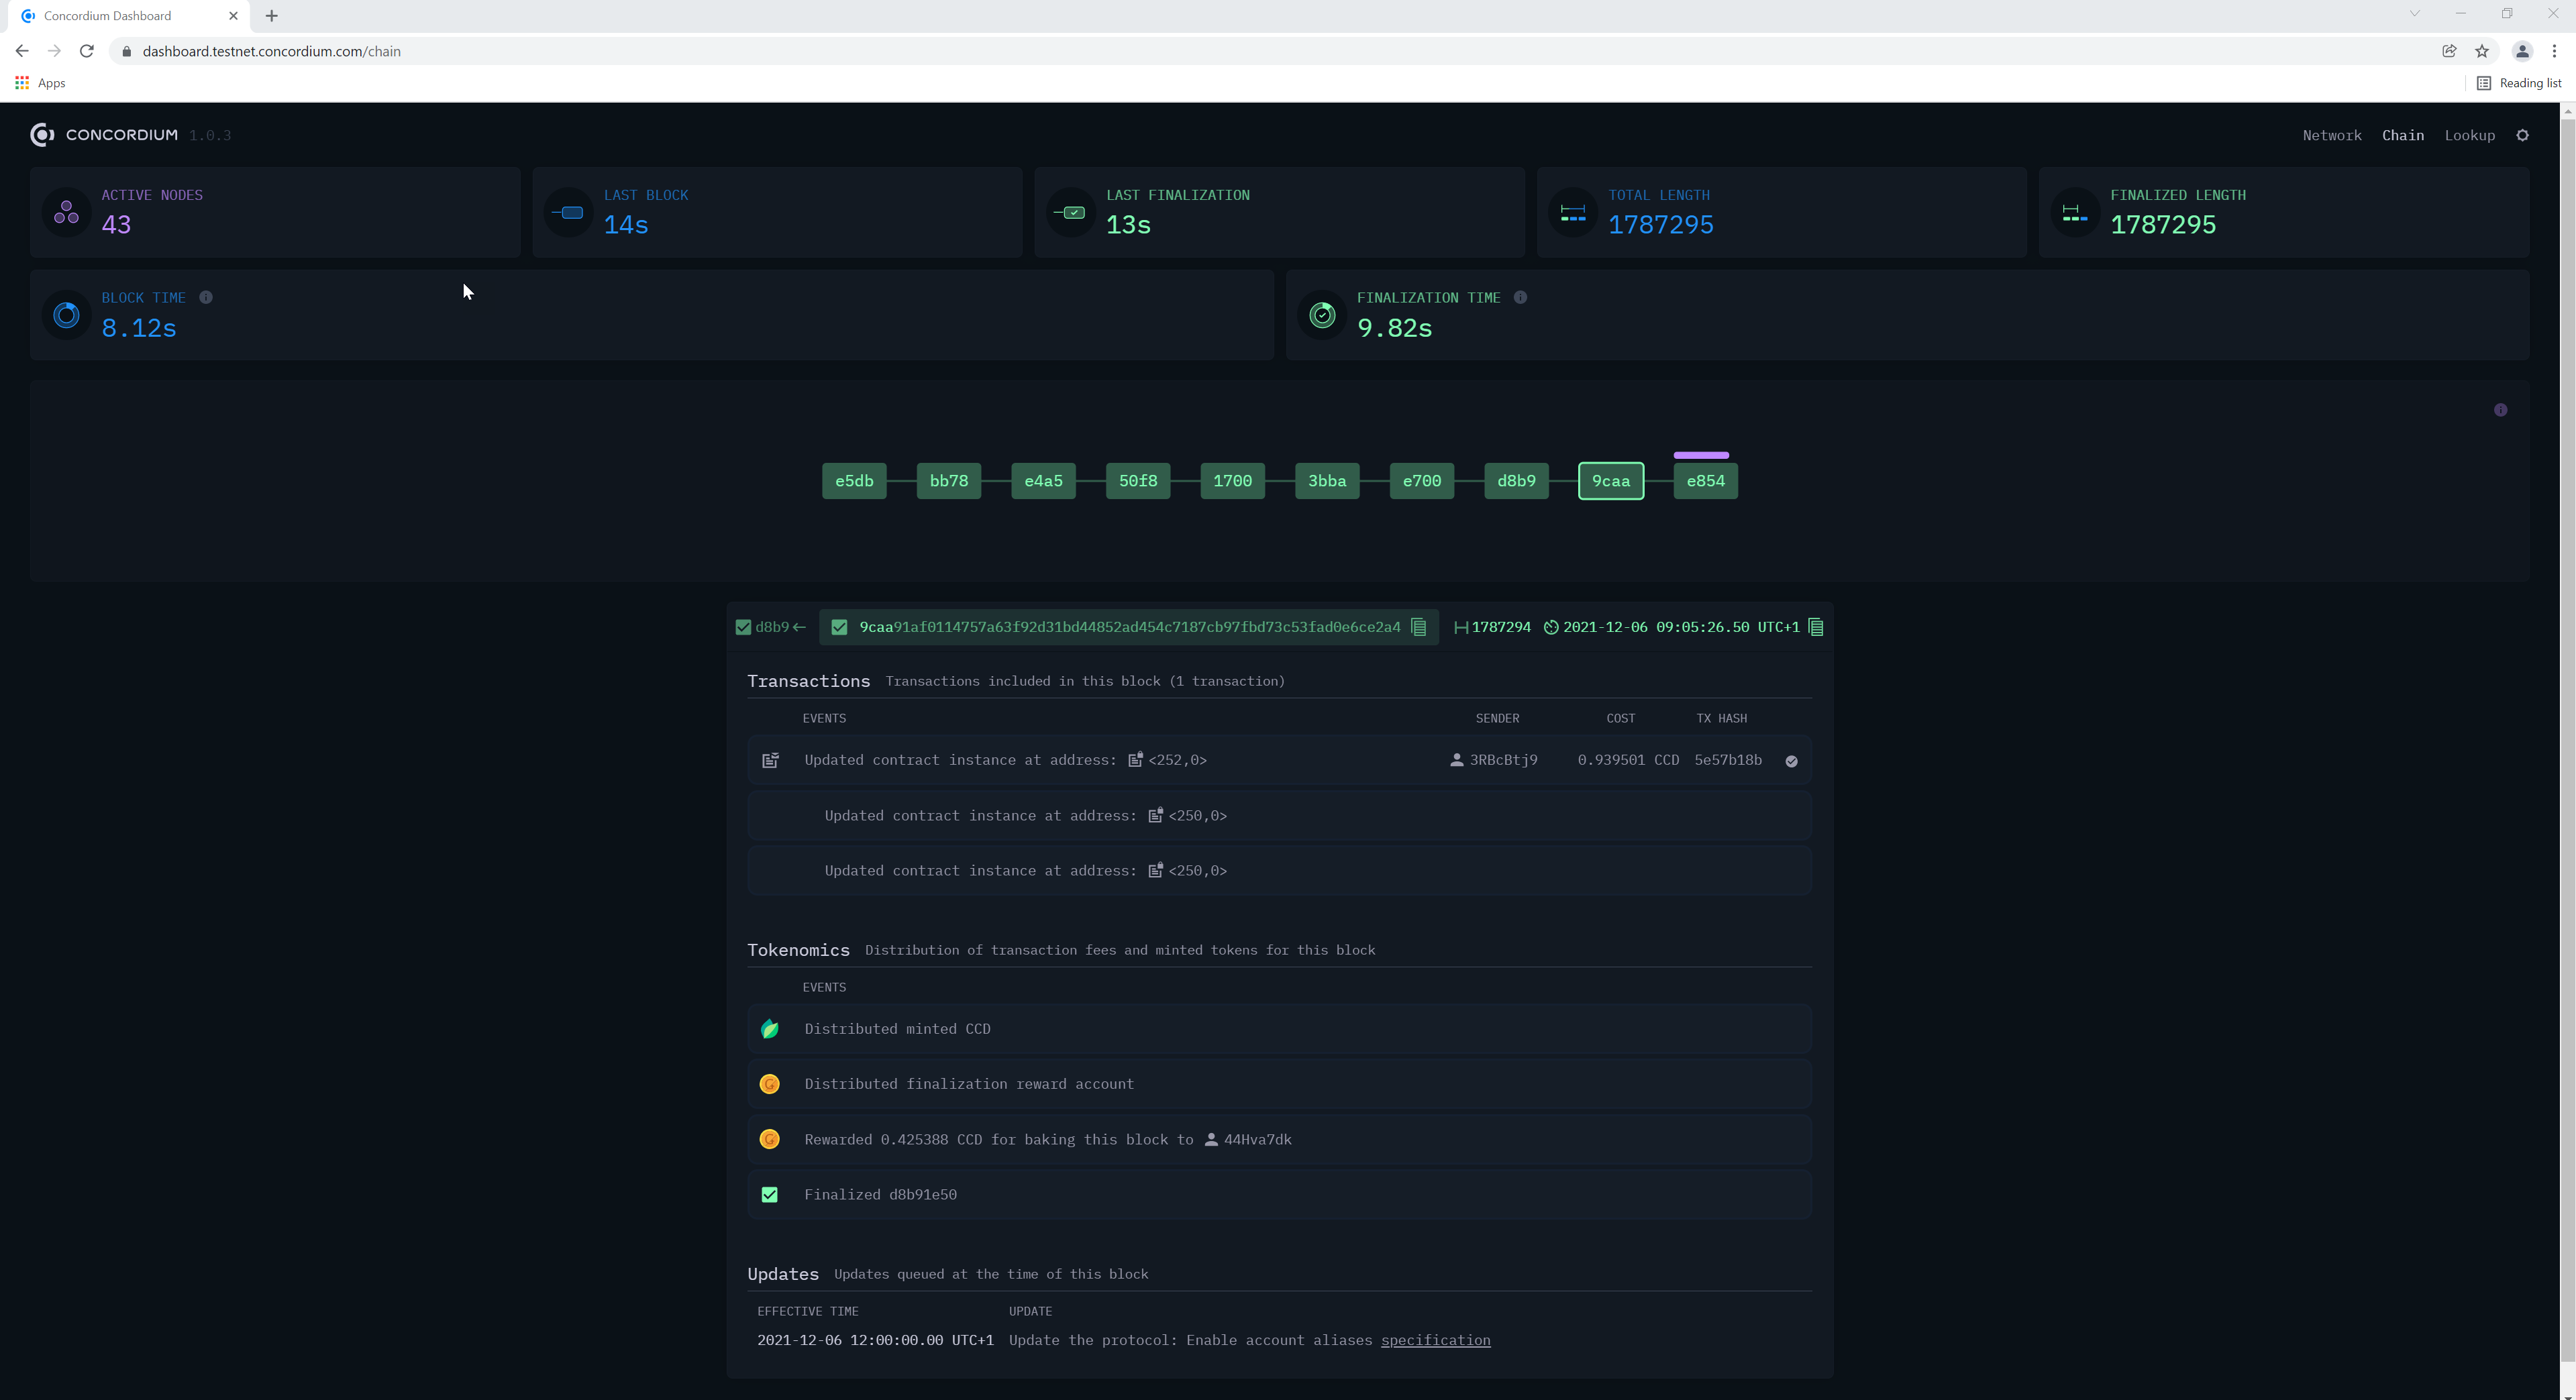 Concordium Dashboard
dashboard.testnet.concordium.com/chain
Apps
Reading list
CONCORDIUM 1.0.3
Network Chain Lookup
ACTIVE NODES
43
LAST BLOCK
14s
LAST FINALIZATION
13s
TOTAL LENGTH
1787295
FINALIZED LENGTH
1787295
BLOCK TIME
8.12s
FINALIZATION TIME
9.82s
e5db bb78 e4a5 50f8 1700 3bba e700 d8b9 9caa e854
d8b9 9caa91af0114757a63f92d31bd44852ad454c7187cb97fbd73c53fad0e6ce2a4 1787294 2021-12-06 09:05:26.50 UTC+1
Transactions Transactions included in this block (1 transaction)
EVENTS SENDER COST TX HASH
Updated contract instance at address: <252,0> 3RBcBtj9 0.939501 CCD 5e57b18b
Updated contract instance at address: <250,0>
Updated contract instance at address: <250,0>
Tokenomics Distribution of transaction fees and minted tokens for this block
EVENTS
Distributed minted CCD
Distributed finalization reward account
Rewarded 0.425388 CCD for baking this block to 44Hva7dk
Finalized d8b91e50
Updates Updates queued at the time of this block
EFFECTIVE TIME UPDATE
2021-12-06 12:00:00.00 UTC+1 Update the protocol: Enable account aliases specification